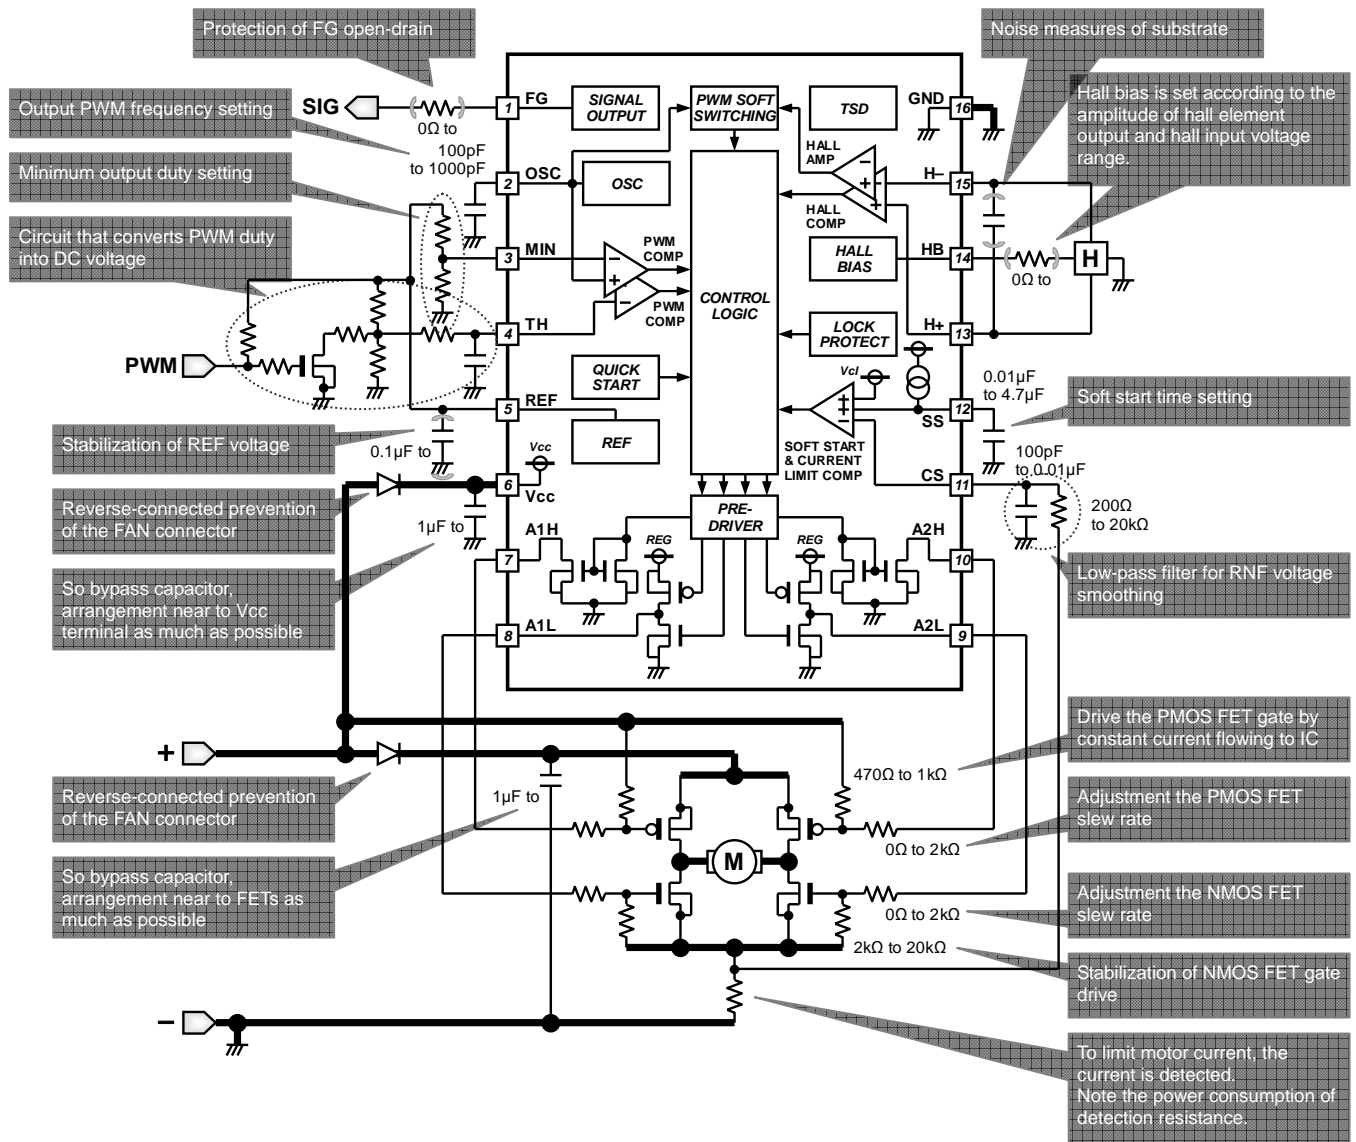 Protection of FG open-drain
Noise measures of substrate
Output PWM frequency setting
SIG
0Ω to
1
FG
SIGNAL
OUTPUT
PWM SOFT
SWITCHING
TSD
GND
16
Hall bias is set according to the
amplitude of hall element
output and hall input voltage
range.
100pF
to 1000pF
Minimum output duty setting
OSC
2
OSC
HALL
AMP
H–
15
Circuit that converts PWM duty
into DC voltage
MIN
3
PWM
COMP
HALL
COMP
HALL
BIAS
HB
14
0Ω to
H
PWM
COMP
CONTROL
LOGIC
TH
4
LOCK
PROTECT
H+
13
PWM
QUICK
START
Vcl
0.01µF
to 4.7µF
Soft start time setting
REF
5
REF
SS
12
Stabilization of REF voltage
0.1µF to
Vcc
SOFT START
& CURRENT
LIMIT COMP
CS
11
100pF
to 0.01µF
6
Vcc
200Ω
to 20kΩ
Reverse-connected prevention
of the FAN connector
1µF to
PRE-
DRIVER
A1H
7
REG
REG
A2H
10
Low-pass filter for RNF voltage
smoothing
So bypass capacitor,
arrangement near to Vcc
terminal as much as possible
8
A1L
A2L
9
Drive the PMOS FET gate by
constant current flowing to IC
+
470Ω to 1kΩ
Reverse-connected prevention
of the FAN connector
1µF to
Adjustment the PMOS FET
slew rate
0Ω to 2kΩ
M
So bypass capacitor,
arrangement near to FETs as
much as possible
Adjustment the NMOS FET
slew rate
0Ω to 2kΩ
2kΩ to 20kΩ
Stabilization of NMOS FET gate
drive
–
To limit motor current, the
current is detected.
Note the power consumption of
detection resistance.